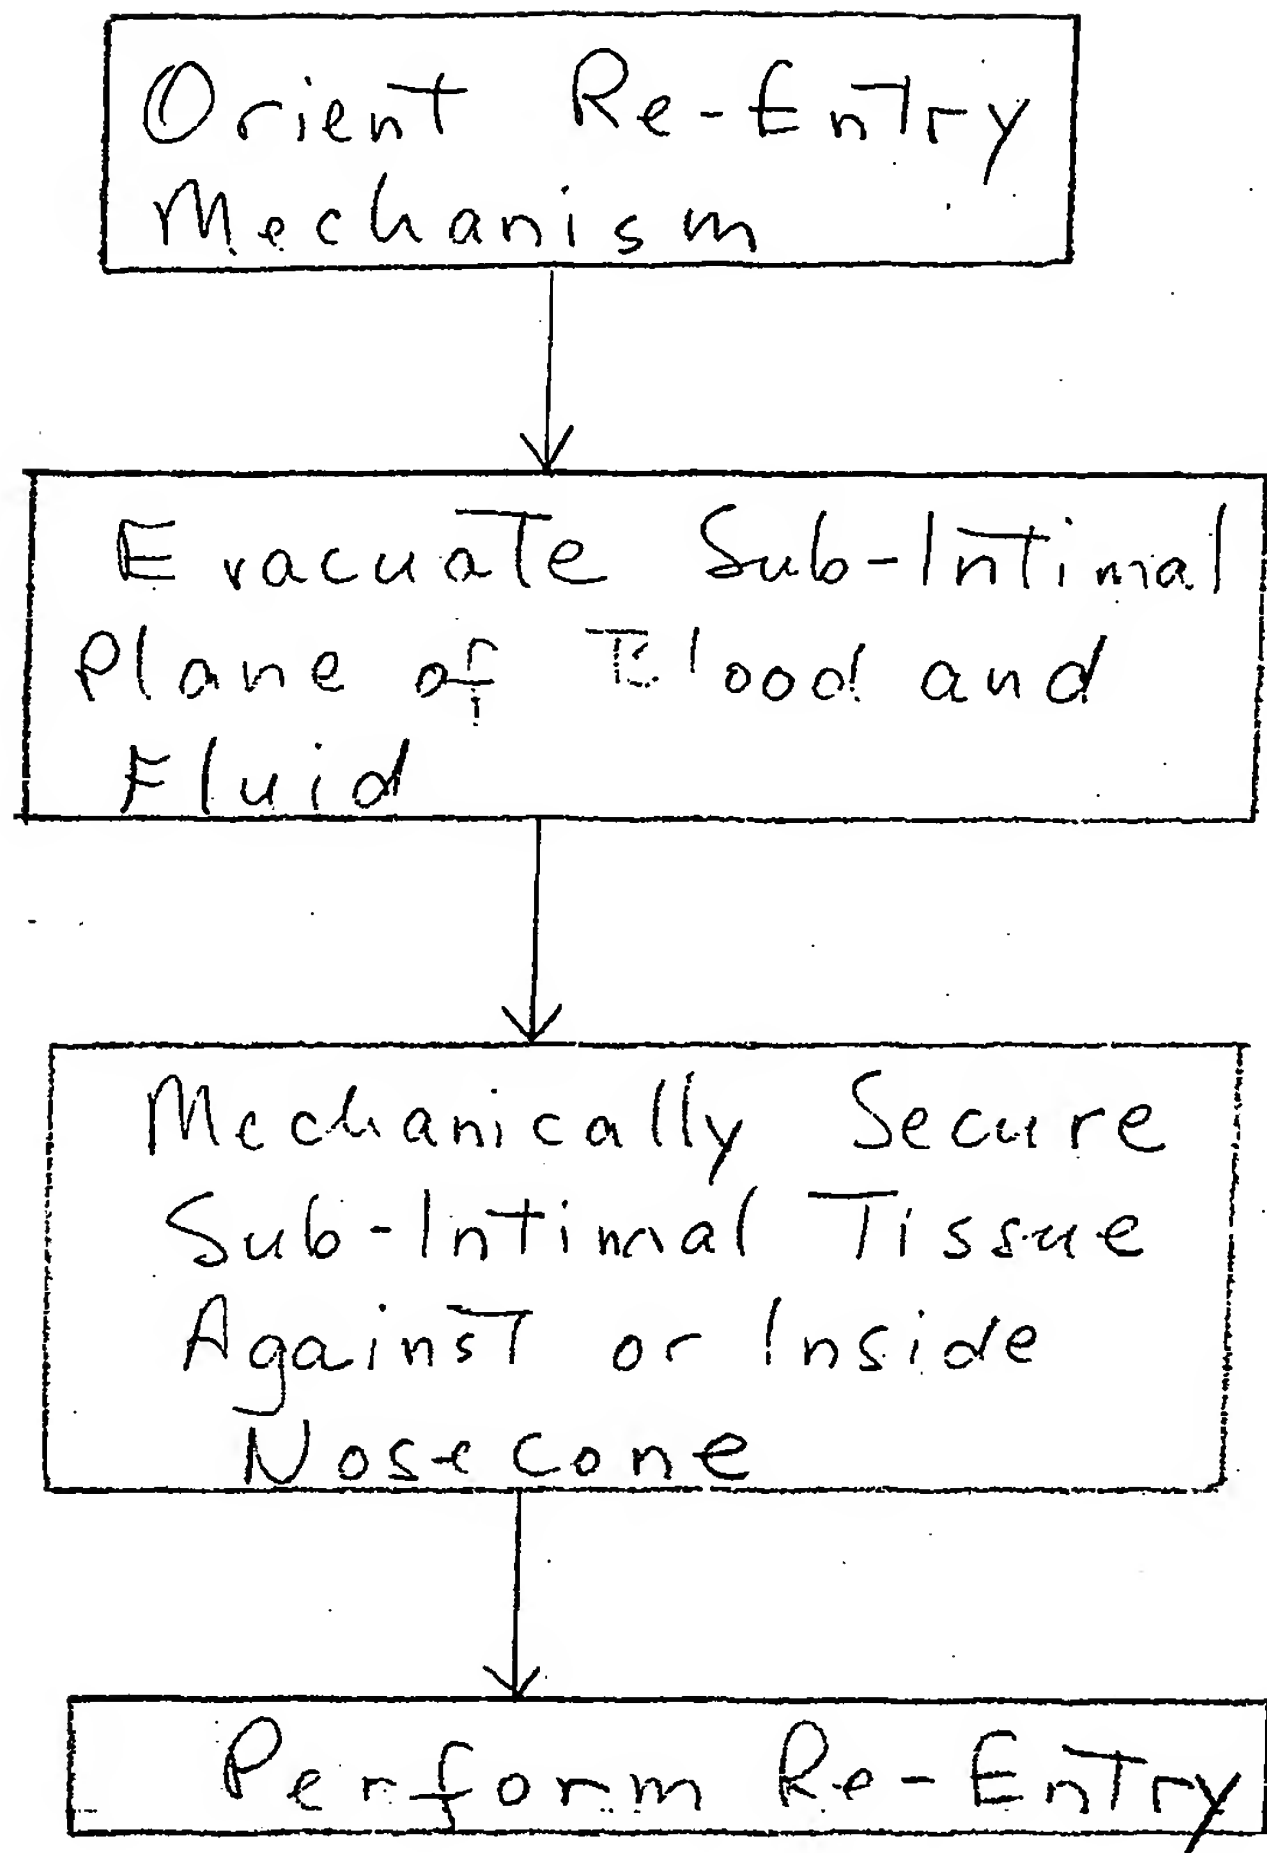 Orient Re-Entry
Mechanism
Evacuate Sub-Intimal
Plane of Blood and
Fluid
Mechanically Secure
Sub-Intimal Tissue
Against or Inside
Nosecone
Perform Re-Entry